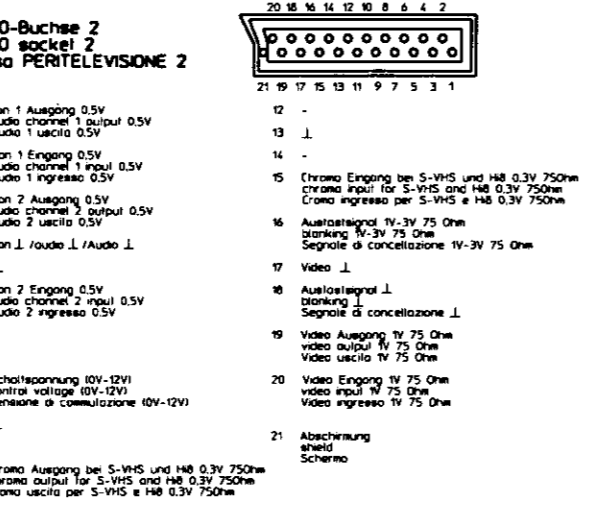 20 18 16 14 12 10 8 6 4 2
O-Buchse 2
O socket 2
sa PERITELEVISIONE 2
21 19 17 15 13 11 9 7 5 3 1
on 1 Ausgang 0,5V
udio channel 1 output 0,5V
udio 1 uscita 0.5V
on 1 Eingang 0,5V
udio channel 1 input 0,5V
udio 1 ingresso 0.5V
on 2 Ausgang 0.5V
udio channel 2 output 0.5V
udio 2 uscita 0,5V
on ⊥ /audio ⊥ /Audio ⊥
⊥
on 2 Eingang 0,5V
udio channel 2 input 0,5V
udio 2 ingresso 0.5V
chaltspannung (0V-12V)
ontrol voltage (0V-12V)
ensione di commutazione (0V-12V)
⊥
roma Ausgang bei S-VHS und Hi8 0.3V 75Ohm
hroma output for S-VHS and Hi8 0.3V 75Ohm
oma uscita per S-VHS e Hi8 0.3V 75Ohm
12 -
13 ⊥
14 -
15 Chroma Eingang bei S-VHS und Hi8 0.3V 75Ohm
chroma input for S-VHS and Hi8 0.3V 75Ohm
Croma ingresso per S-VHS e Hi8 0.3V 75Ohm
16 Austastsignal 1V-3V 75 Ohm
blanking 1V-3V 75 Ohm
Segnale di cancellazione 1V-3V 75 Ohm
17 Video ⊥
18 Austastsignal ⊥
blanking ⊥
Segnale di cancellazione ⊥
19 Video Ausgang 1V 75 Ohm
video output 1V 75 Ohm
Video uscita 1V 75 Ohm
20 Video Eingang 1V 75 Ohm
video input 1V 75 Ohm
Video ingresso 1V 75 Ohm
21 Abschirmung
shield
Schermo